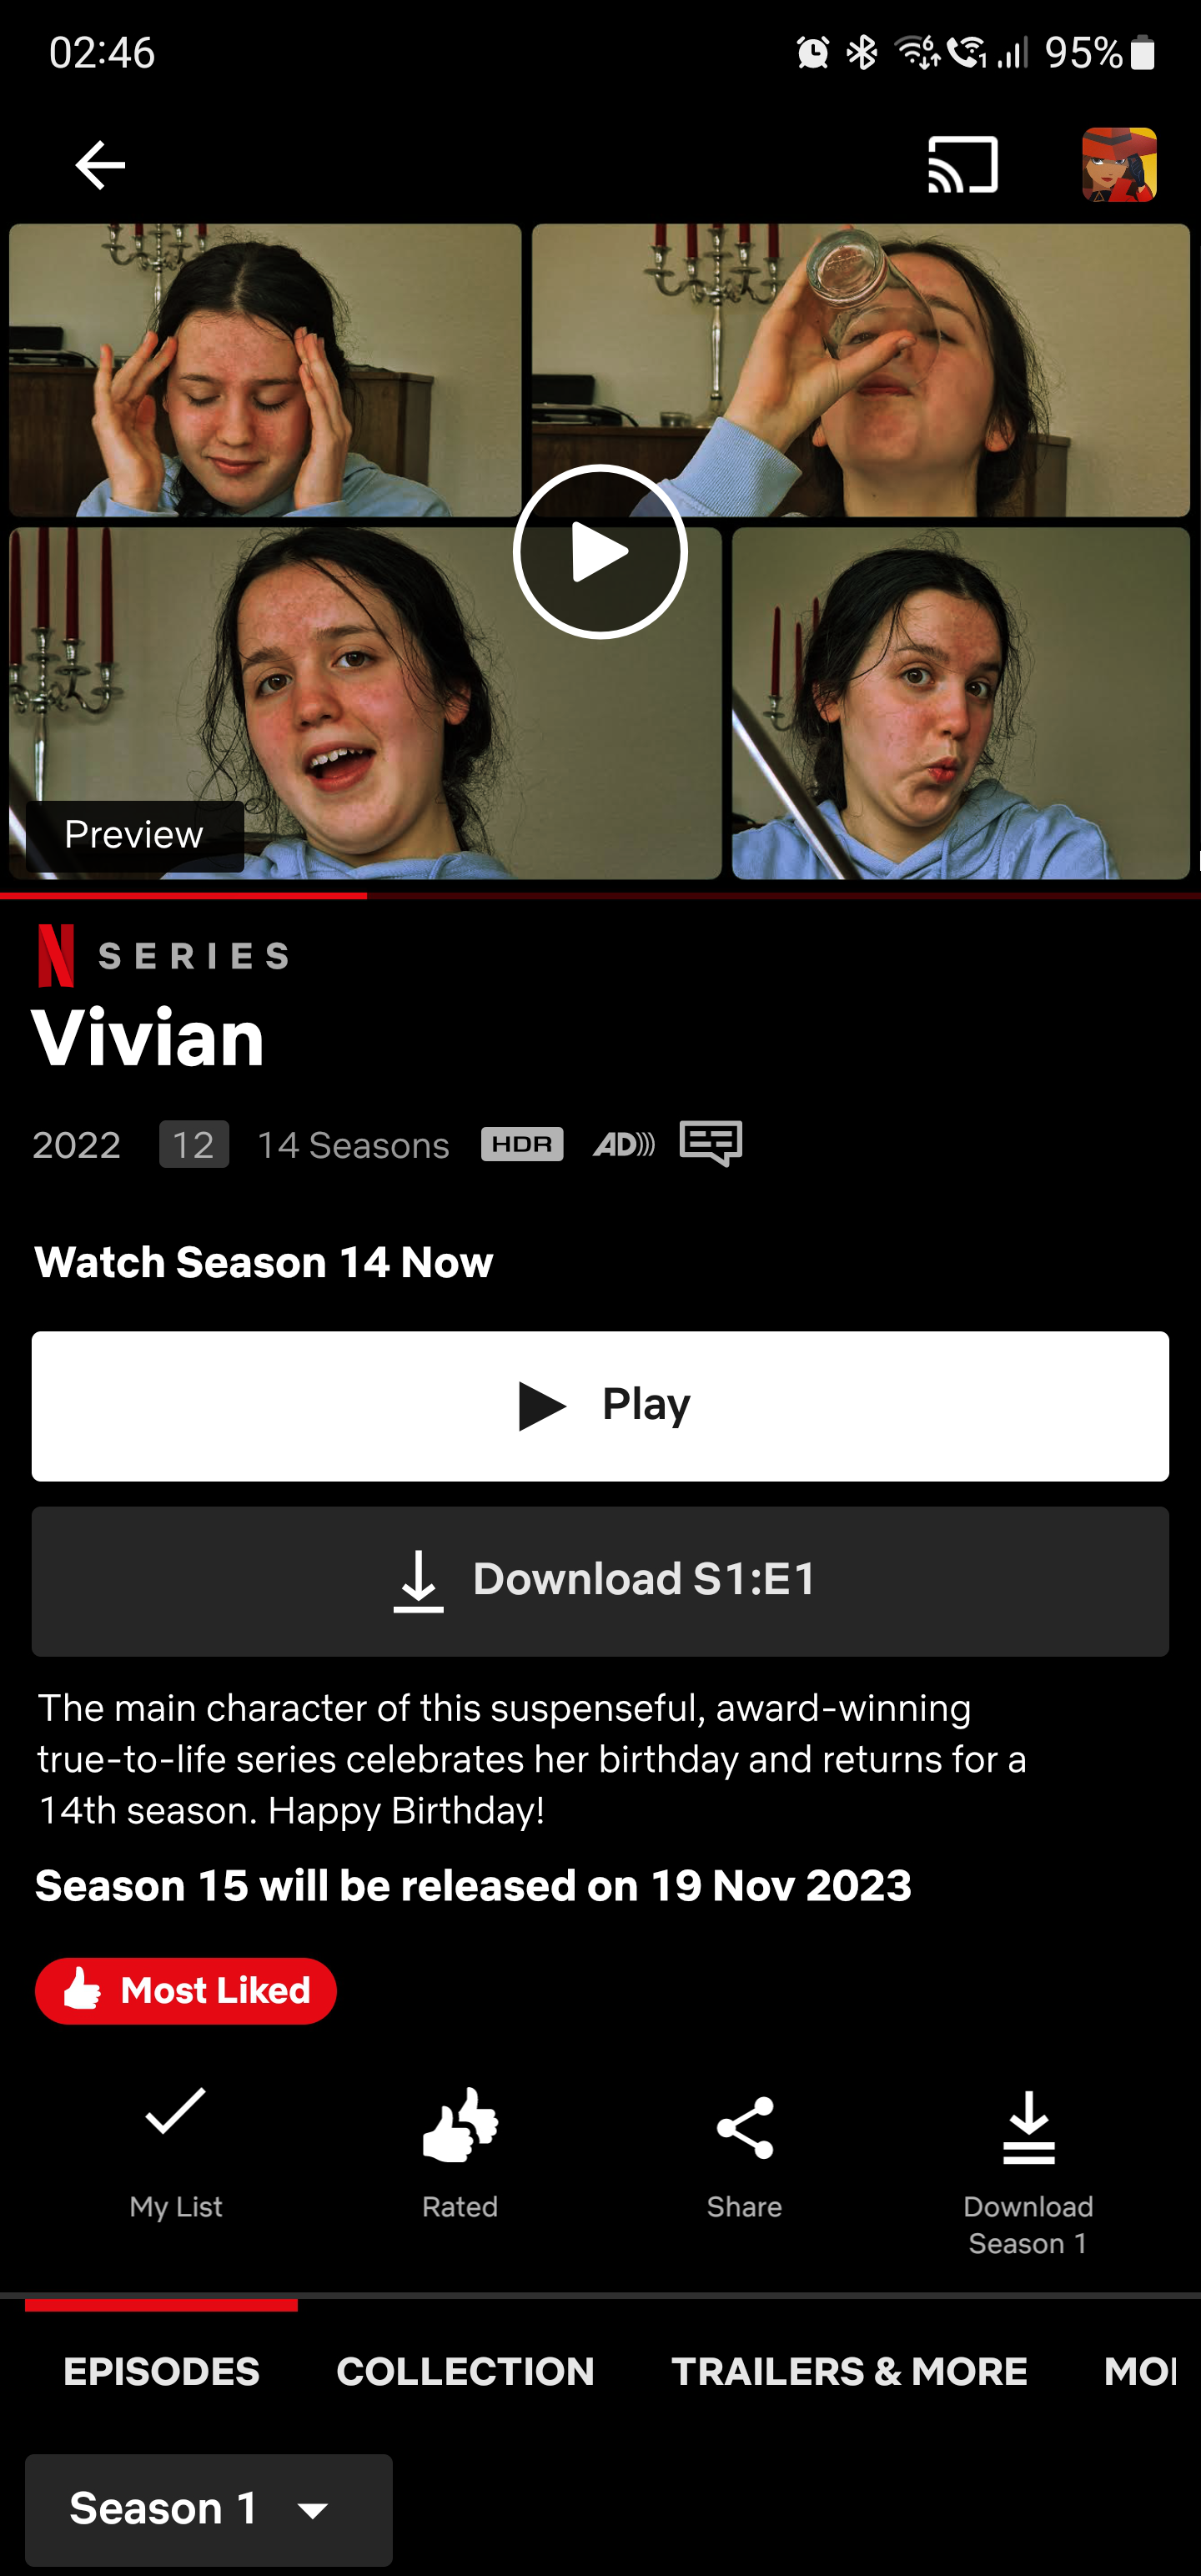 02:46
95%
Preview
N SERIES
Vivian
2022 12 14 Seasons HDR AD
Watch Season 14 Now
Play
Download S1:E1
The main character of this suspenseful, award-winning
true-to-life series celebrates her birthday and returns for a
14th season. Happy Birthday!
Season 15 will be released on 19 Nov 2023
Most Liked
My List
Rated
Share
Download
Season 1
EPISODES COLLECTION TRAILERS & MORE
Season 1